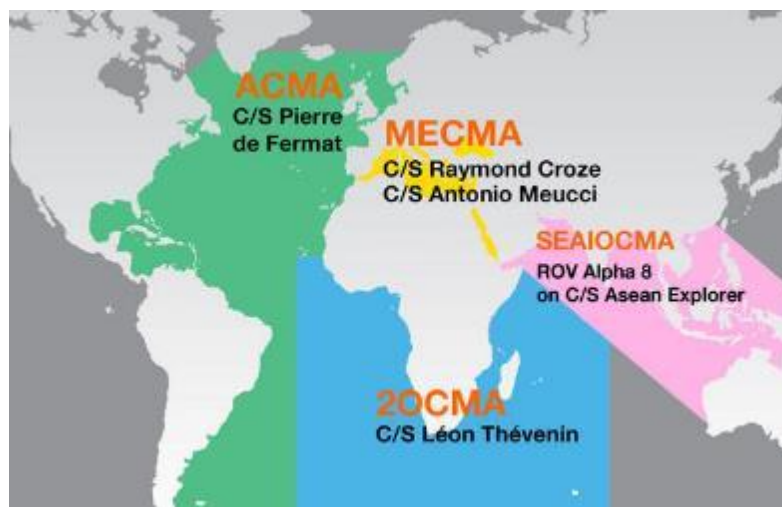 ACMA
C/S Pierre
de Fermat
MECMA
C/S Raymond Croze
C/S Antonio Meucci
SEAIOCMA
ROV Alpha 8
on C/S Asean Explorer
2OCMA
C/S Léon Thévenin